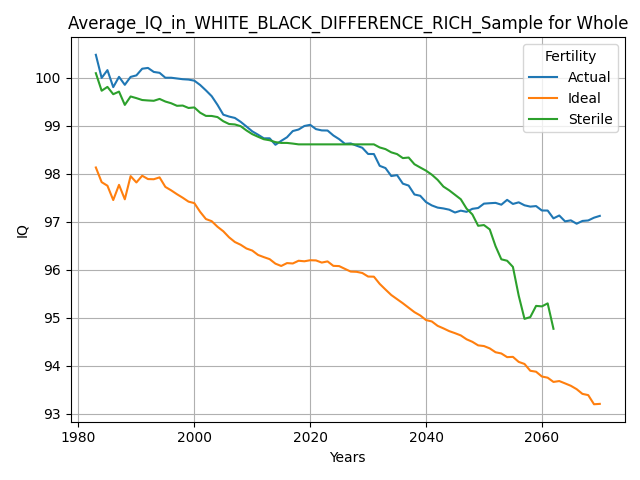 Average_IQ_in_WHITE_BLACK_DIFFERENCE_RICH_Sample for Whole
Fertility
Actual
Ideal
Sterile
100
99
98
97
96
95
94
93
IQ
1980
2000
2020
2040
2060
Years